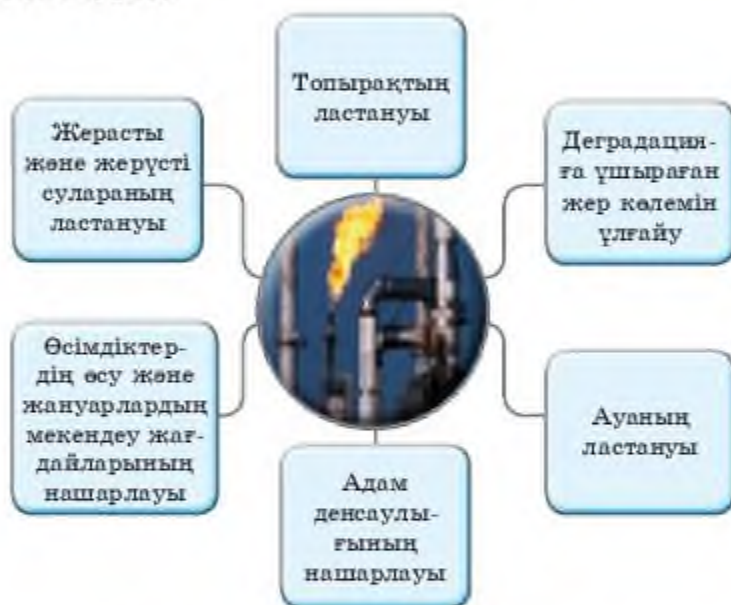 Топырақтың
ластануы
Жерасты
және жерүсті
сулараның
ластануы
Деградация-
ға ұшыраған
жер көлемін
ұлғайу
Өсімдіктер-
дің өсу және
жануарлардың
мекендеу жағ-
дайларының
нашарлауы
Ауаның
ластануы
Адам
денсаулы-
ғының
нашарлауы